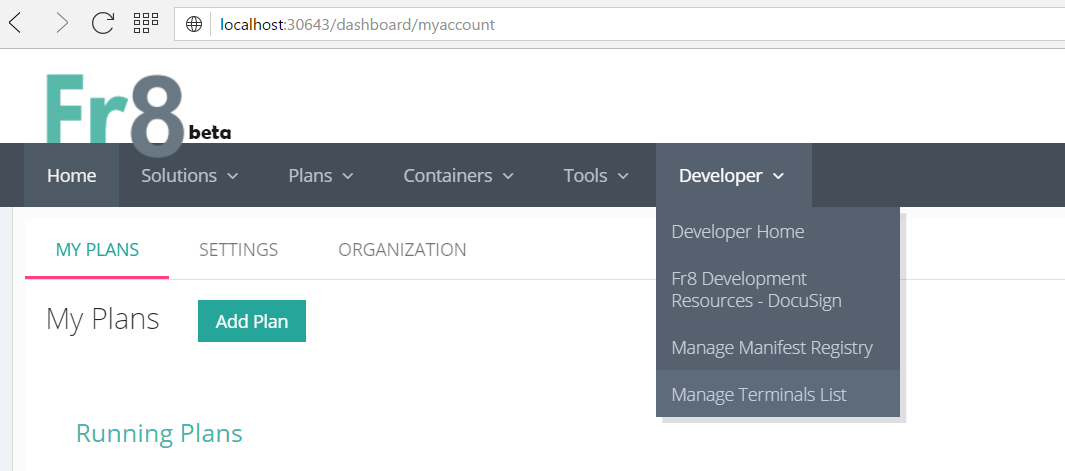 localhost:30643/dashboard/myaccount
Fr8 beta
Home Solutions Plans Containers Tools Developer
Developer Home
MY PLANS SETTINGS ORGANIZATION
Fr8 Development
Resources - DocuSign
My Plans Add Plan
Manage Manifest Registry
Manage Terminals List
Running Plans